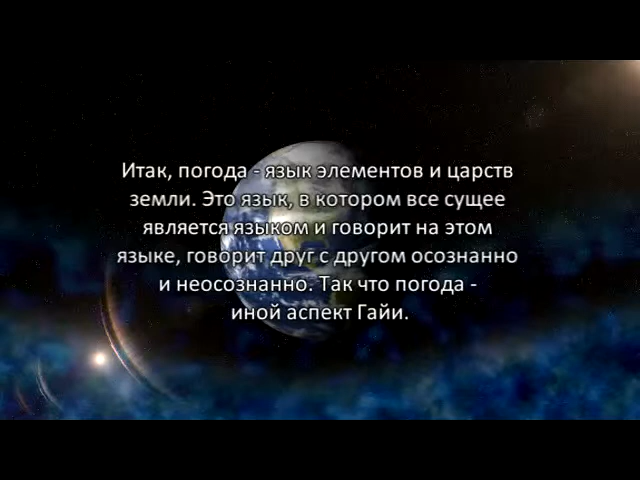 Итак, погода - язык элементов и царств
земли. Это язык, в котором все сущее
является языком и говорит на этом
языке, говорит друг с другом осознанно
и неосознанно. Так что погода -
иной аспект Гайи.